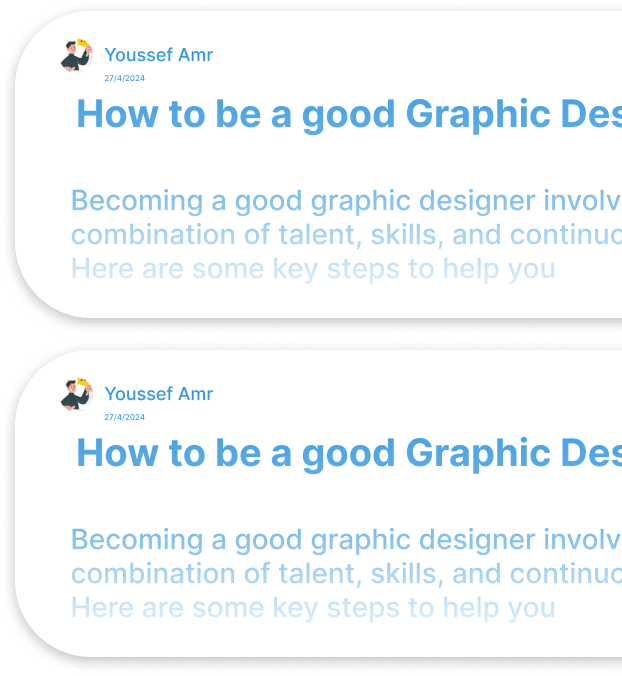 Youssef Amr
27/4/2024
How to be a good Graphic Des
Becoming a good graphic designer involv
combination of talent, skills, and continuo
Here are some key steps to help you
Youssef Amr
27/4/2024
How to be a good Graphic Des
Becoming a good graphic designer involv
combination of talent, skills, and continuo
Here are some key steps to help you